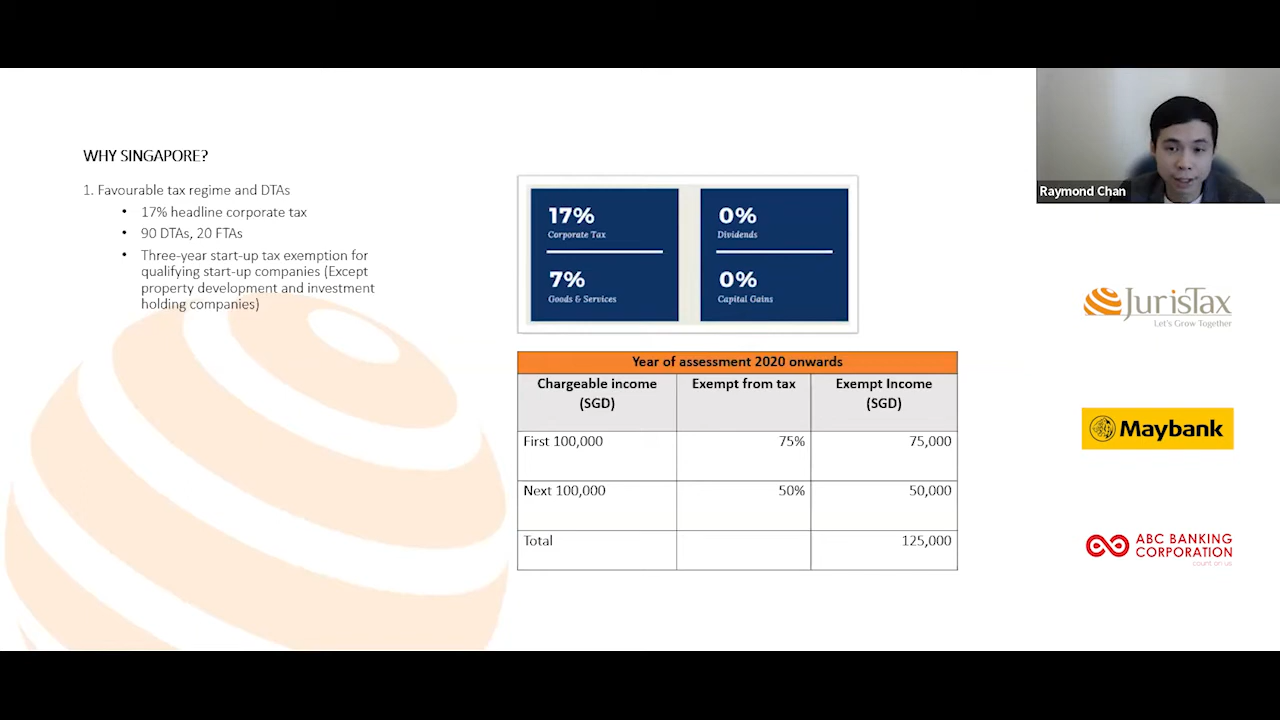 WHY SINGAPORE?
1. Favourable tax regime and DTAs
• 17% headline corporate tax
• 90 DTAs, 20 FTAs
• Three-year start-up tax exemption for
qualifying start-up companies (Except
property development and investment
holding companies)
17%
Corporate Tax
7%
Goods & Services
0%
Dividends
0%
Capital Gains
Year of assessment 2020 onwards
Chargeable income (SGD) Exempt from tax Exempt Income (SGD)
First 100,000 75% 75,000
Next 100,000 50% 50,000
Total 125,000
Raymond Chan
JurisTax
Let's Grow Together
Maybank
ABC BANKING
CORPORATION
count on us